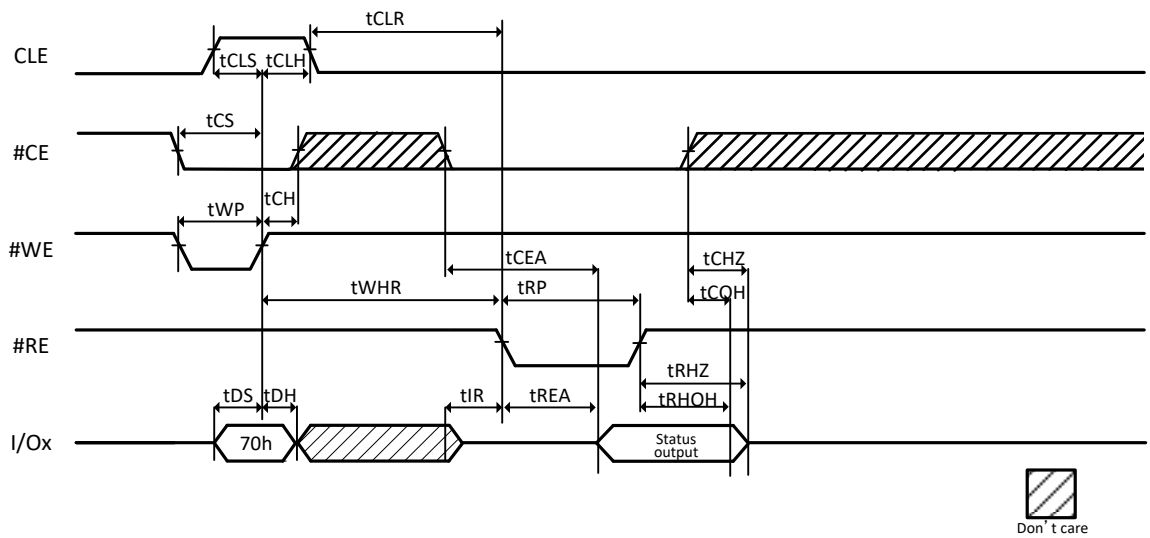 tCLR
CLE
tCLS tCLH
tCS
#CE
tCH
tWP
#WE
tCEA
tCHZ
tWHR
tRP
tCOH
#RE
tRHZ
tDS tDH
tIR
tREA
tRHOH
I/Ox
70h
Status
output
Don’t care